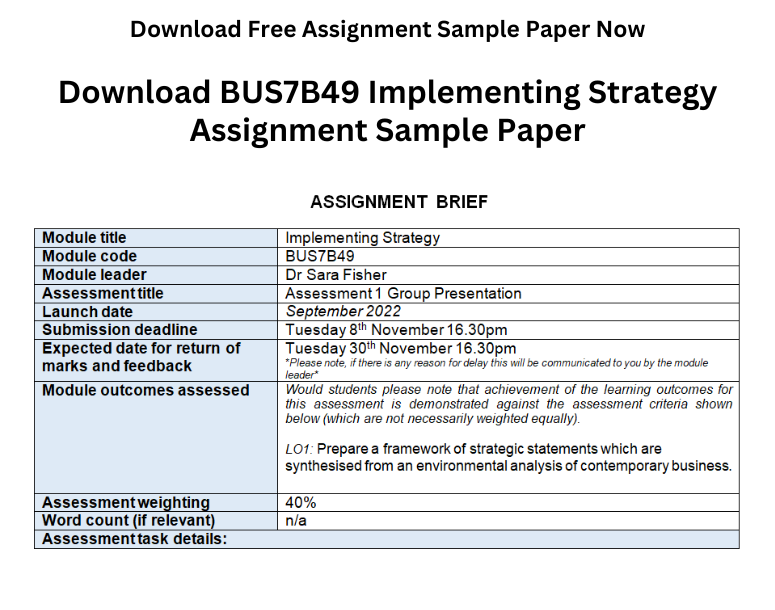 Download Free Assignment Sample Paper Now
Download BUS7B49 Implementing Strategy
Assignment Sample Paper
ASSIGNMENT BRIEF
Module title Implementing Strategy
Module code BUS7B49
Module leader Dr Sara Fisher
Assessment title Assessment 1 Group Presentation
Launch date September 2022
Submission deadline Tuesday 8th November 16.30pm
Expected date for return of Tuesday 30th November 16.30pm
marks and feedback *Please note, if there is any reason for delay this will be communicated to you by the module
leader*
Module outcomes assessed Would students please note that achievement of the learning outcomes for
this assessment is demonstrated against the assessment criteria shown
below (which are not necessarily weighted equally).
LO1: Prepare a framework of strategic statements which are
synthesised from an environmental analysis of contemporary business.
Assessment weighting 40%
Word count (if relevant) n/a
Assessment task details: